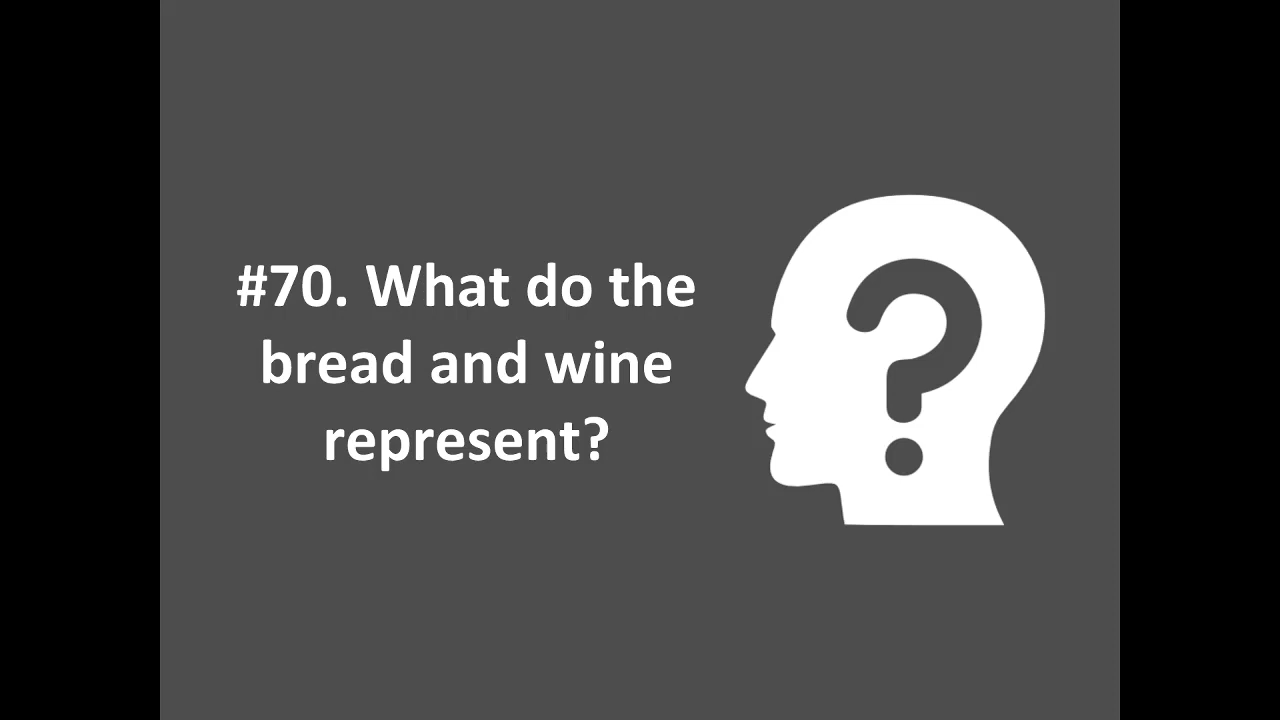 #70. What do the
bread and wine
represent?